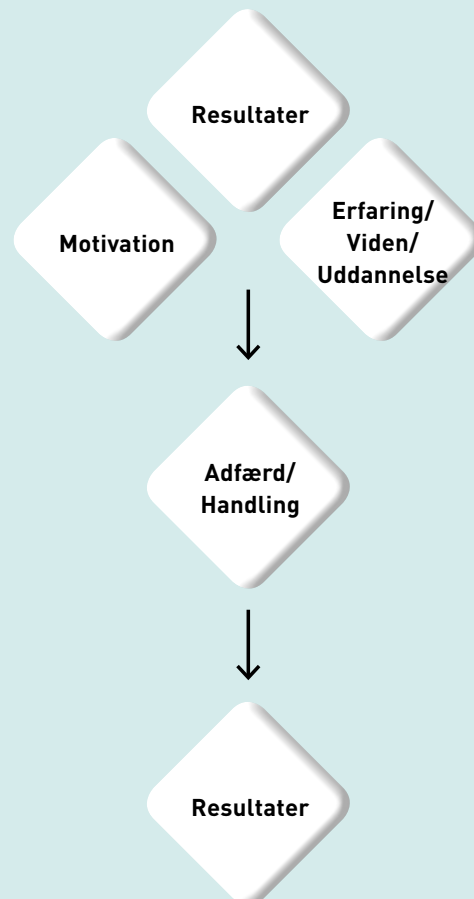 Resultater
Motivation
Erfaring/
Viden/
Uddannelse
Adfærd/
Handling
Resultater